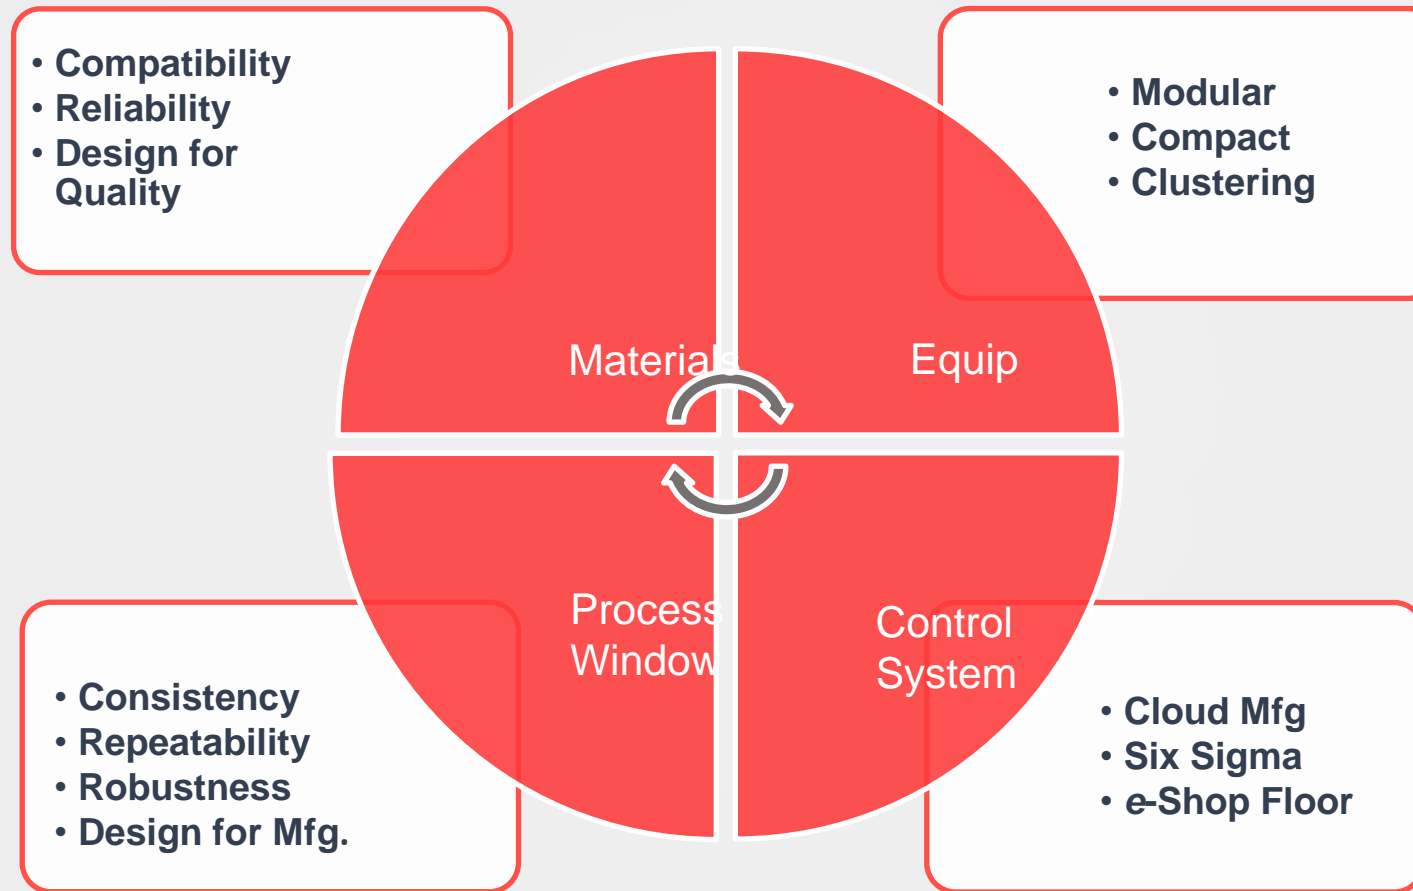 • Compatibility
• Reliability
• Design for
Quality
• Modular
• Compact
• Clustering
Materials
Equip
Process
Window
Control
System
• Consistency
• Repeatability
• Robustness
• Design for Mfg.
• Cloud Mfg
• Six Sigma
• e-Shop Floor